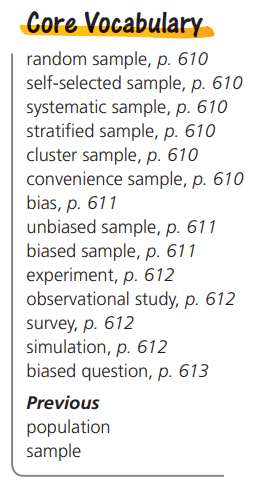 Core Vocabulary
random sample, p. 610
self-selected sample, p. 610
systematic sample, p. 610
stratified sample, p. 610
cluster sample, p. 610
convenience sample, p. 610
bias, p. 611
unbiased sample, p. 611
biased sample, p. 611
experiment, p. 612
observational study, p. 612
survey, p. 612
simulation, p. 612
biased question, p. 613
Previous
population
sample